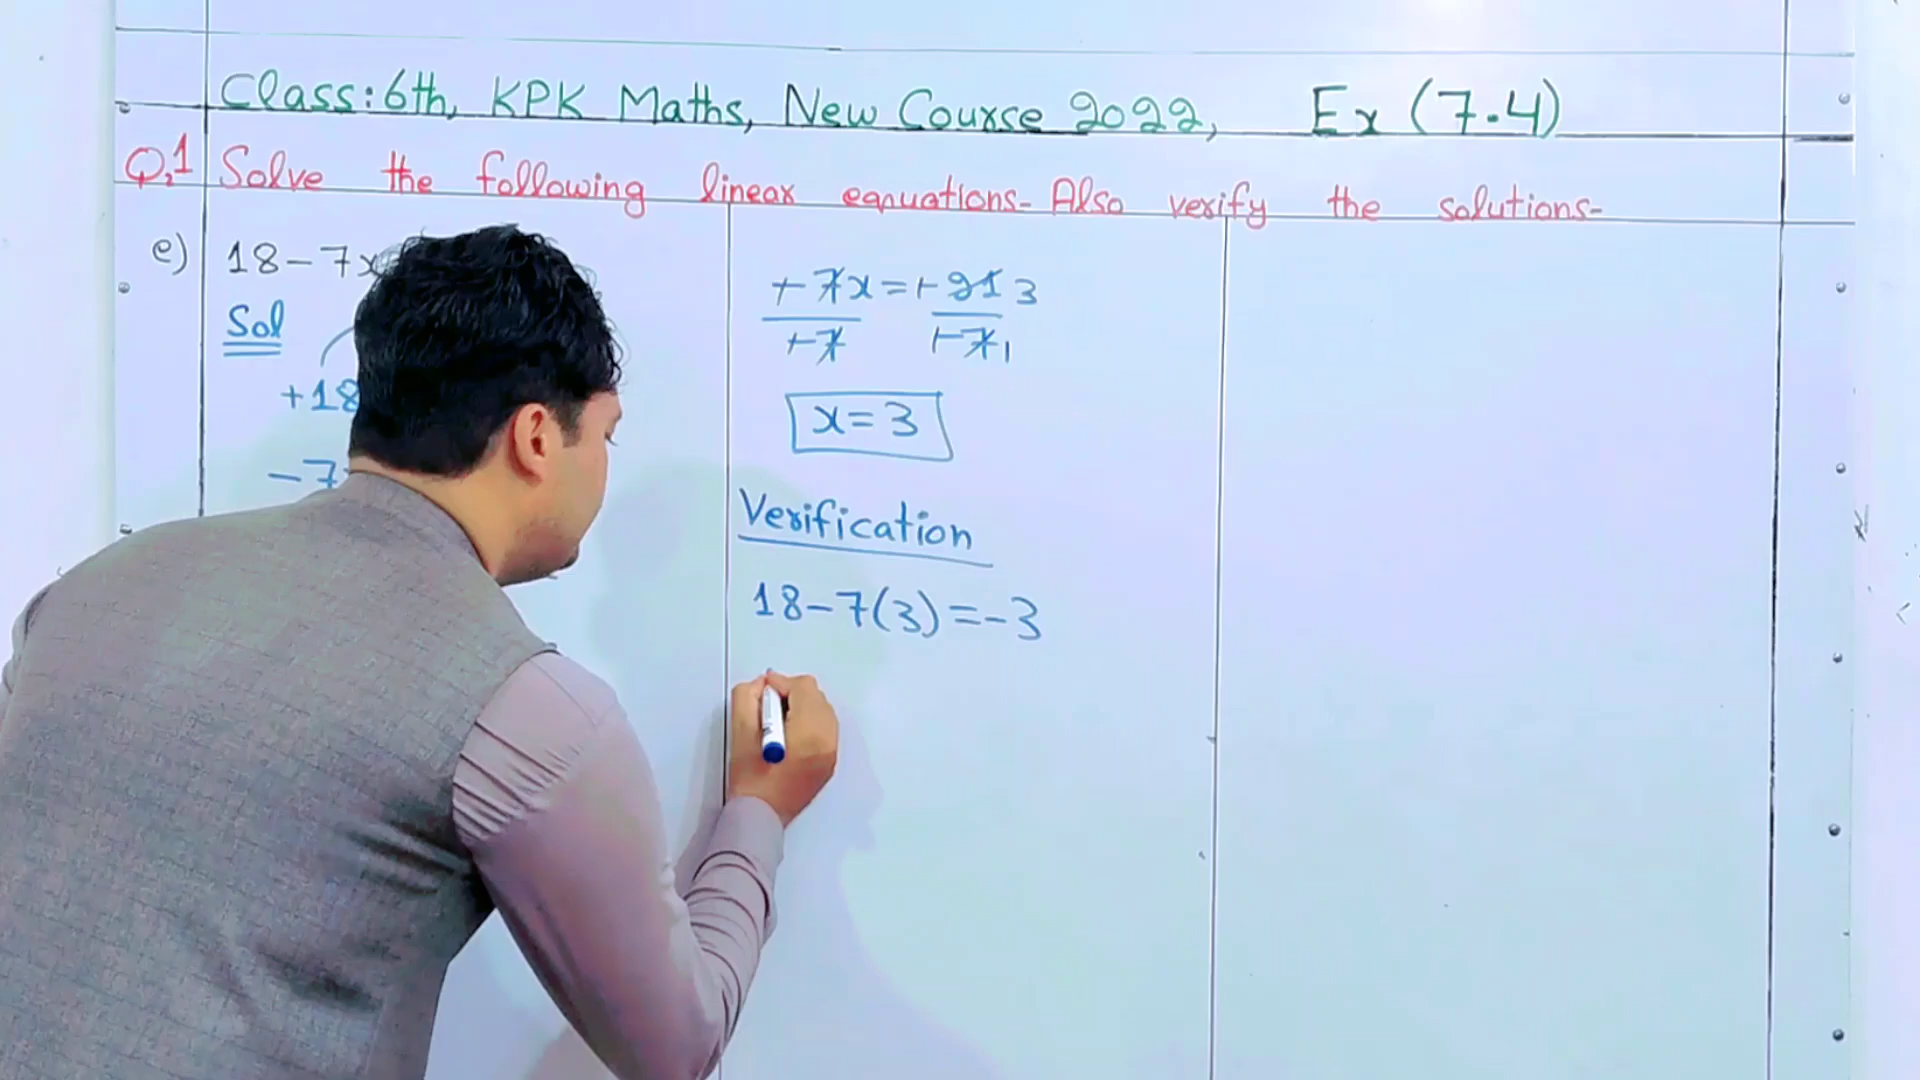 Class: 6th, KPK Maths, New Course 2022, Ex (7.4)
Q.1 Solve the following linear equations- Also verify the solutions-
e) 18-7x
Sol
+18
-7
+7x=+21 3
+7 +7 1
x=3
Verification
18-7(3)=-3